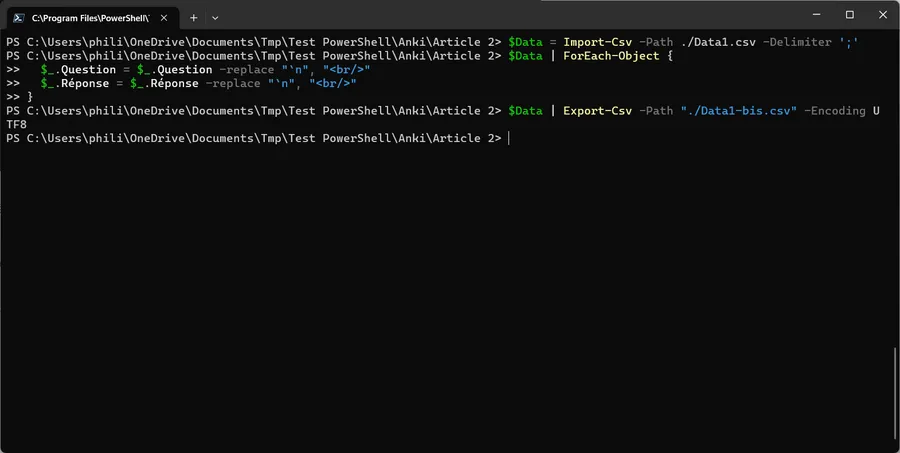 C:\Program Files\PowerShell\
PS C:\Users\phili\OneDrive\Documents\Tmp\Test PowerShell\Anki\Article 2> $Data = Import-Csv -Path ./Data1.csv -Delimiter ';'
PS C:\Users\phili\OneDrive\Documents\Tmp\Test PowerShell\Anki\Article 2> $Data | ForEach-Object {
>>   $_.Question = $_.Question -replace "`n", "<br/>"
>>   $_.Réponse = $_.Réponse -replace "`n", "<br/>"
>> }
PS C:\Users\phili\OneDrive\Documents\Tmp\Test PowerShell\Anki\Article 2> $Data | Export-Csv -Path "./Data1-bis.csv" -Encoding U
TF8
PS C:\Users\phili\OneDrive\Documents\Tmp\Test PowerShell\Anki\Article 2>